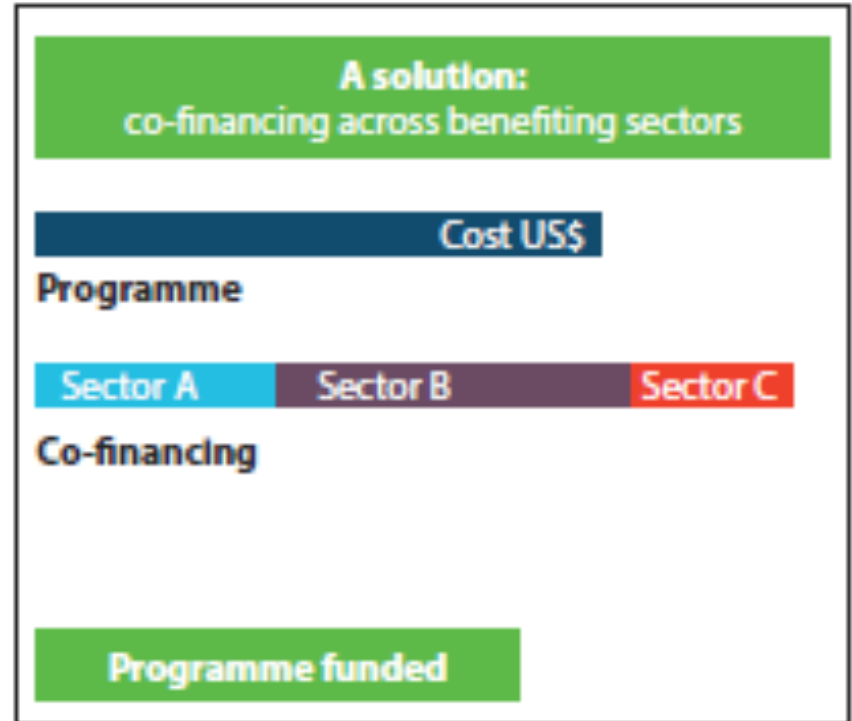 A solution:
co-financing across benefiting sectors
Cost US$
Programme
Sector A Sector B Sector C
Co-financing
Programme funded